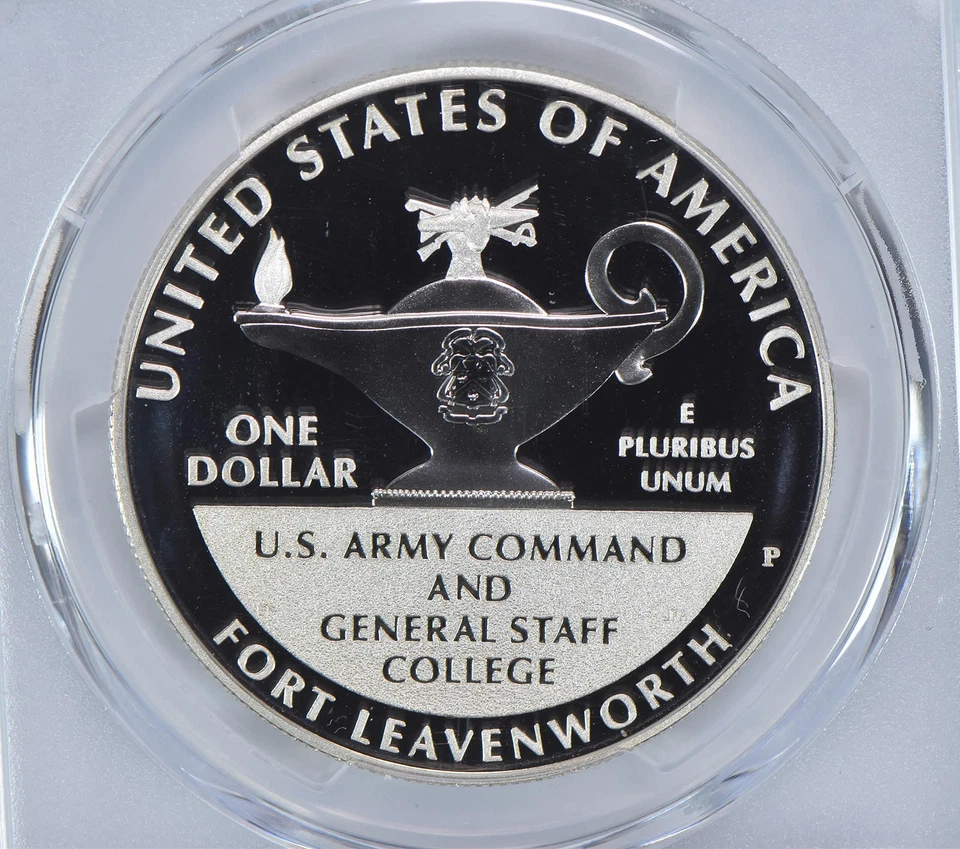 UNITED STATES OF AMERICA
ONE
DOLLAR
E
PLURIBUS
UNUM
U.S. ARMY COMMAND
AND
GENERAL STAFF
COLLEGE
P
FORT LEAVENWORTH